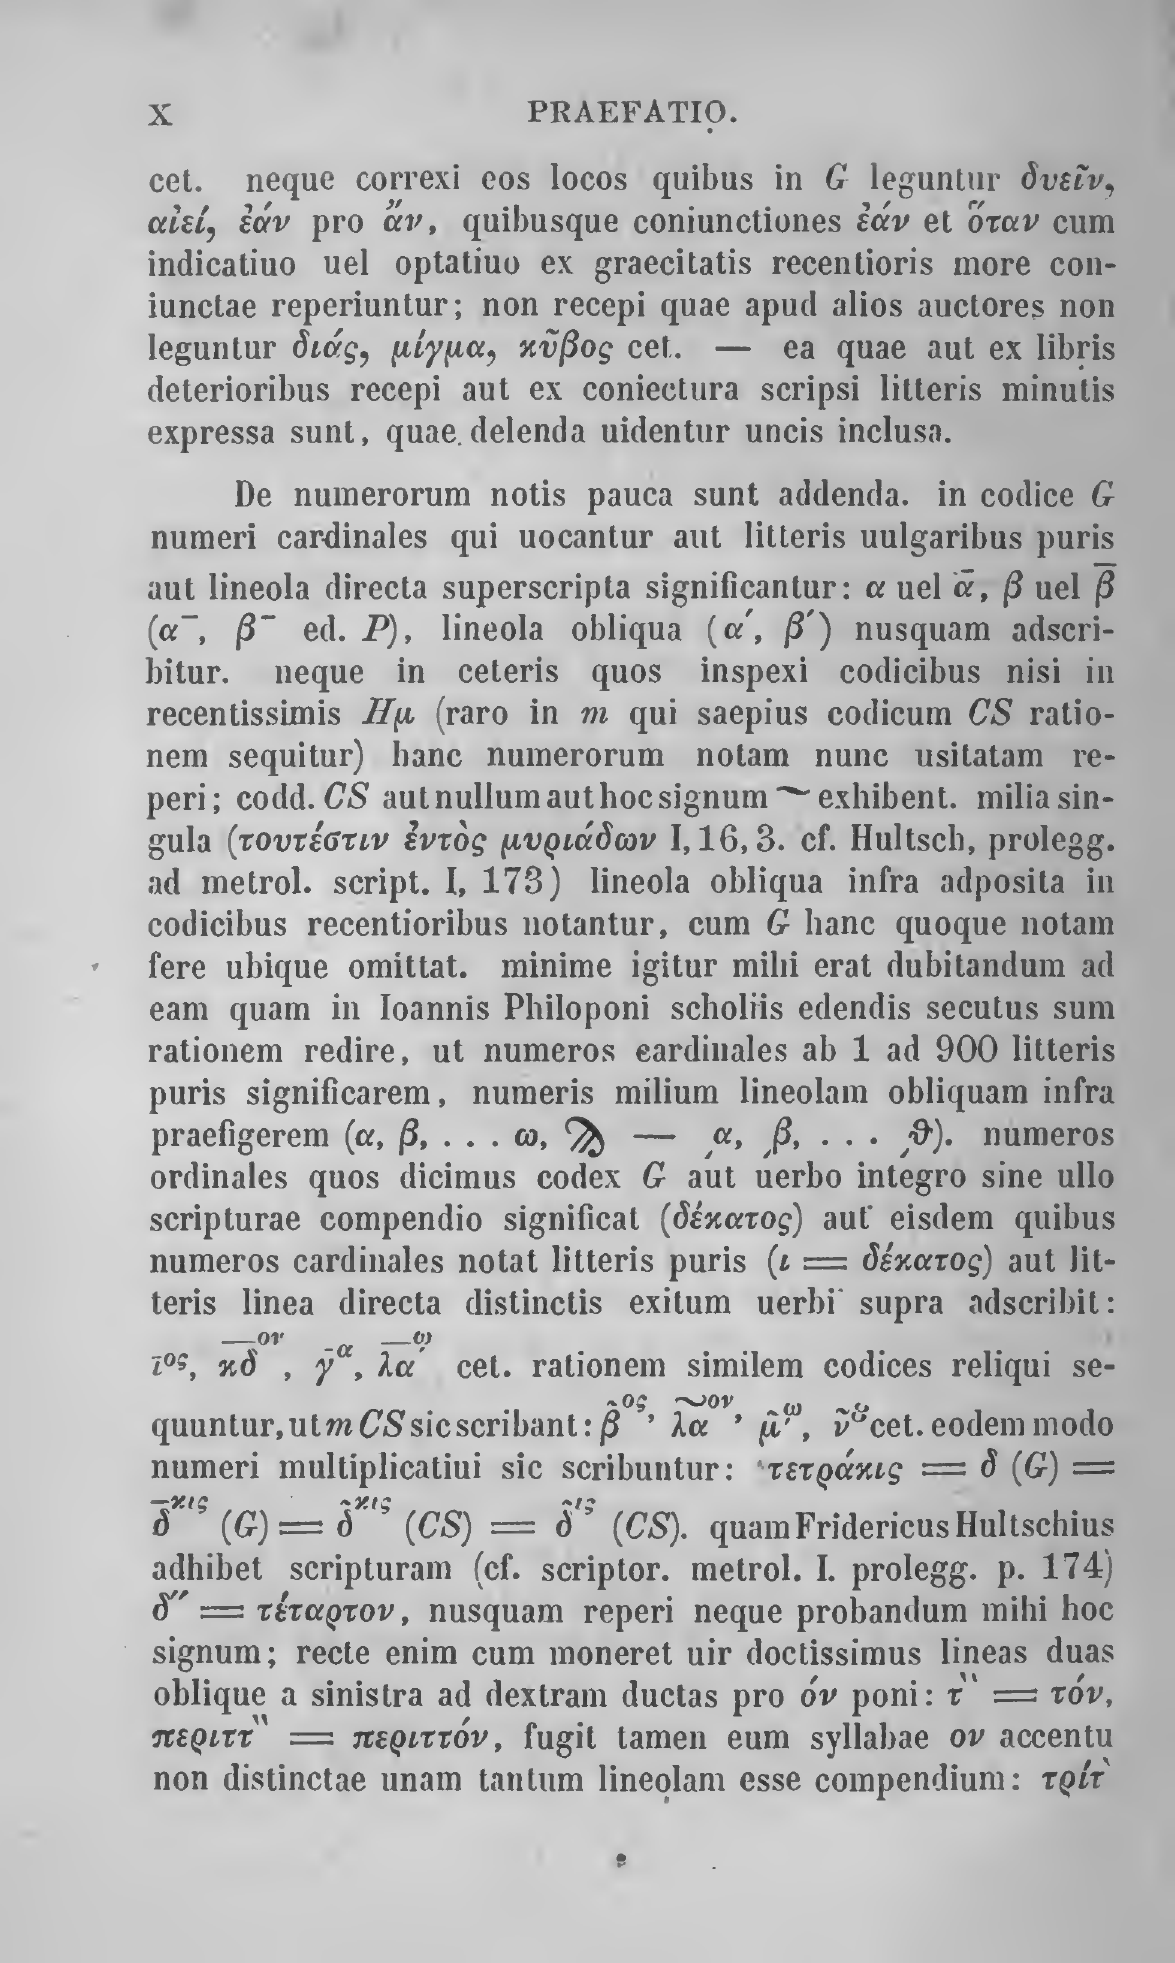 X PRAEFATIO.
cet. neque correxi eos locos quibus in G leguntur δυεῖν,
αἰεί, ἐάν pro ἄν, quibusque coniunctiones ἐάν et ὅταν cum
indicatiuo uel optatiuo ex graecitatis recentioris more con-
iunctae reperiuntur; non recepi quae apud alios auctores non
leguntur διάς, μίγμα, κῦβος cet. — ea quae aut ex libris
deterioribus recepi aut ex coniectura scripsi litteris minutis
expressa sunt, quae delenda uidentur uncis inclusa.
De numerorum notis pauca sunt addenda. in codice G
numeri cardinales qui uocantur aut litteris uulgaribus puris
aut lineola directa superscripta significantur: α uel ᾱ, β uel β̅
(α‾, β‾ ed. P), lineola obliqua (α′, β′) nusquam adscri-
bitur. neque in ceteris quos inspexi codicibus nisi in
recentissimis Hμ (raro in m qui saepius codicum CS ratio-
nem sequitur) hanc numerorum notam nunc usitatam re-
peri; codd. CS aut nullum aut hoc signum ~ exhibent. milia sin-
gula (τουτέστιν ἐντὸς μυριάδων I, 16, 3. cf. Hultsch, prolegg.
ad metrol. script. I, 173) lineola obliqua infra adposita in
codicibus recentioribus notantur, cum G hanc quoque notam
fere ubique omittat. minime igitur mihi erat dubitandum ad
eam quam in Ioannis Philoponi scholiis edendis secutus sum
rationem redire, ut numeros cardinales ab 1 ad 900 litteris
puris significarem, numeris milium lineolam obliquam infra
praefigerem (α, β, . . . ω, ϡ — ͵α, ͵β, . . . ͵ϑ). numeros
ordinales quos dicimus codex G aut uerbo integro sine ullo
scripturae compendio significat (δέκατος) aut eisdem quibus
numeros cardinales notat litteris puris (ι = δέκατος) aut lit-
teris linea directa distinctis exitum uerbi supra adscribit:
ῑος, κ̅δ̅ον, γ̅α, λ̅α̅ω cet. rationem similem codices reliqui se-
quuntur, ut m CS sic scribant: β̑ος, λ͠αον, μ̑ω, ν͂ου cet. eodem modo
numeri multiplicatiui sic scribuntur: τετράκις = δ (G) =
δ̅κις (G) = δ̑κις (CS) = δ̑ις (CS). quam Fridericus Hultschius
adhibet scripturam (cf. scriptor. metrol. I. prolegg. p. 174)
δ″ = τέταρτον, nusquam reperi neque probandum mihi hoc
signum; recte enim cum moneret uir doctissimus lineas duas
oblique a sinistra ad dextram ductas pro όν poni: τ‶ = τόν,
περιττ‶ = περιττόν, fugit tamen eum syllabae ον accentu
non distinctae unam tantum lineolam esse compendium: τρίτ‵